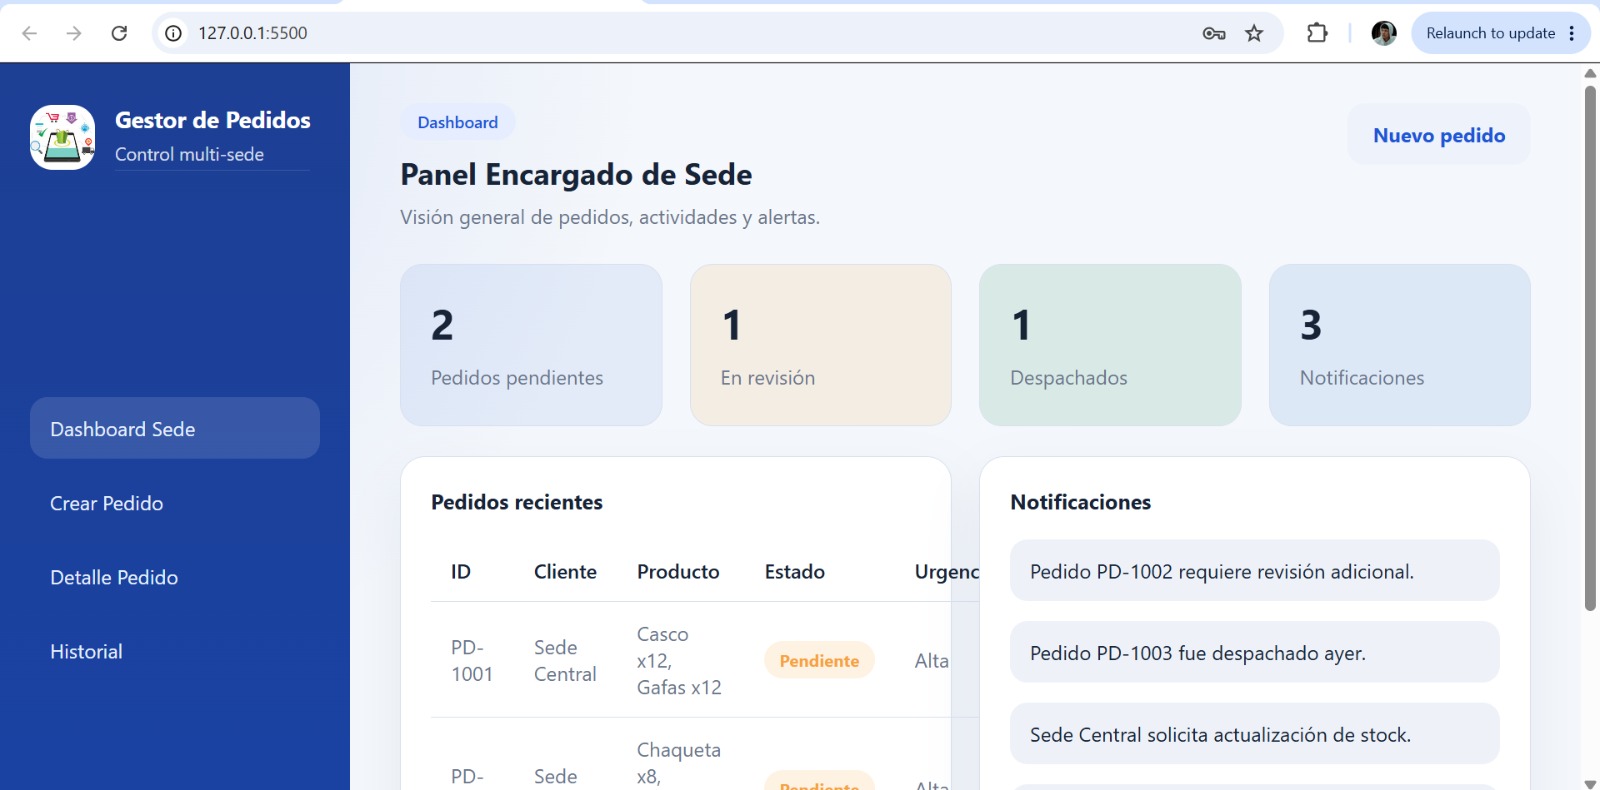 127.0.0.1:5500
Relaunch to update
Gestor de Pedidos
Control multi-sede
Dashboard Sede
Crear Pedido
Detalle Pedido
Historial
Dashboard
Nuevo pedido
Panel Encargado de Sede
Visión general de pedidos, actividades y alertas.
2
Pedidos pendientes
1
En revisión
1
Despachados
3
Notificaciones
Pedidos recientes
ID Cliente Producto Estado Urgenc
PD-
1001
Sede
Central
Casco
x12,
Gafas x12
Pendiente
Alta
PD-
Sede
Chaqueta
x8,
Pendiente
Alta
Notificaciones
Pedido PD-1002 requiere revisión adicional.
Pedido PD-1003 fue despachado ayer.
Sede Central solicita actualización de stock.